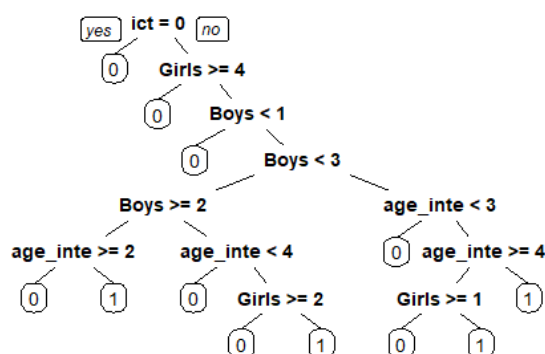 yes ict = 0 no
0 Girls >= 4
0 Boys < 1
0 Boys < 3
Boys >= 2 age_inte < 3
age_inte >= 2 age_inte < 4 0 age_inte >= 4
0 1 0 Girls >= 2 Girls >= 1 1
0 1 0 1